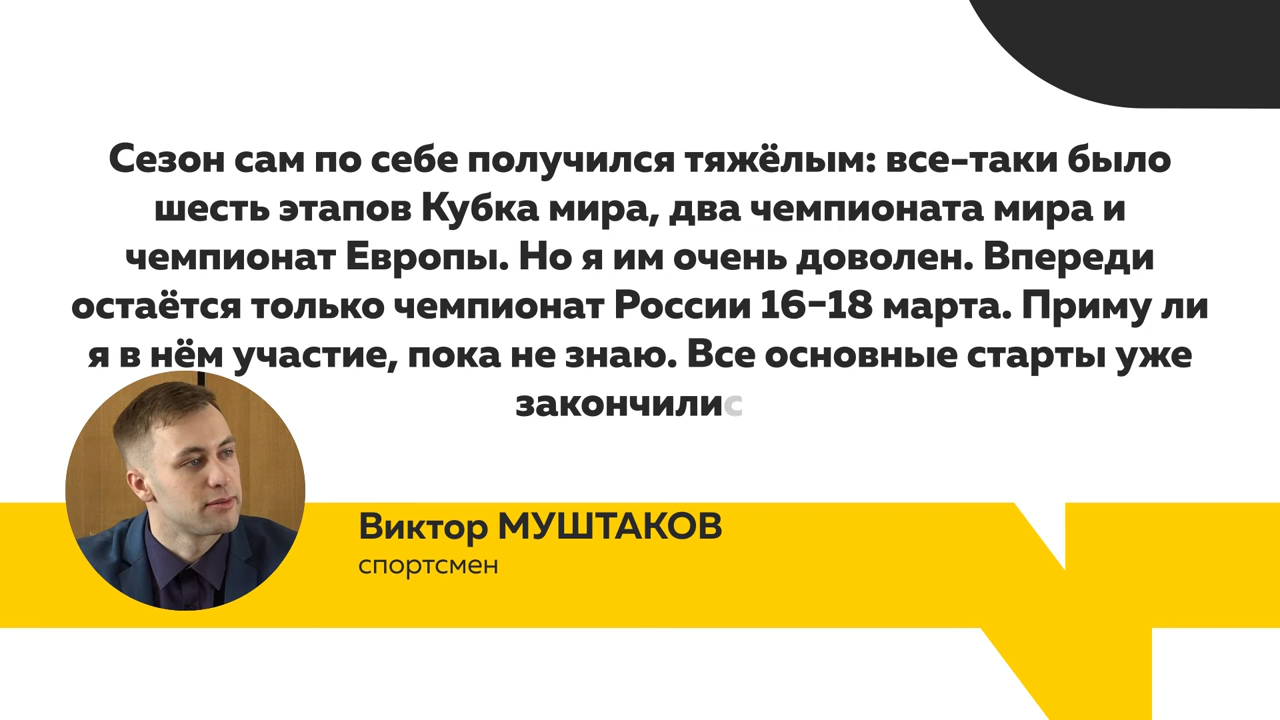 Сезон сам по себе получился тяжёлым: все-таки было
шесть этапов Кубка мира, два чемпионата мира и
чемпионат Европы. Но я им очень доволен. Впереди
остаётся только чемпионат России 16-18 марта. Приму ли
я в нём участие, пока не знаю. Все основные старты уже
закончилис
Виктор МУШТАКОВ
спортсмен